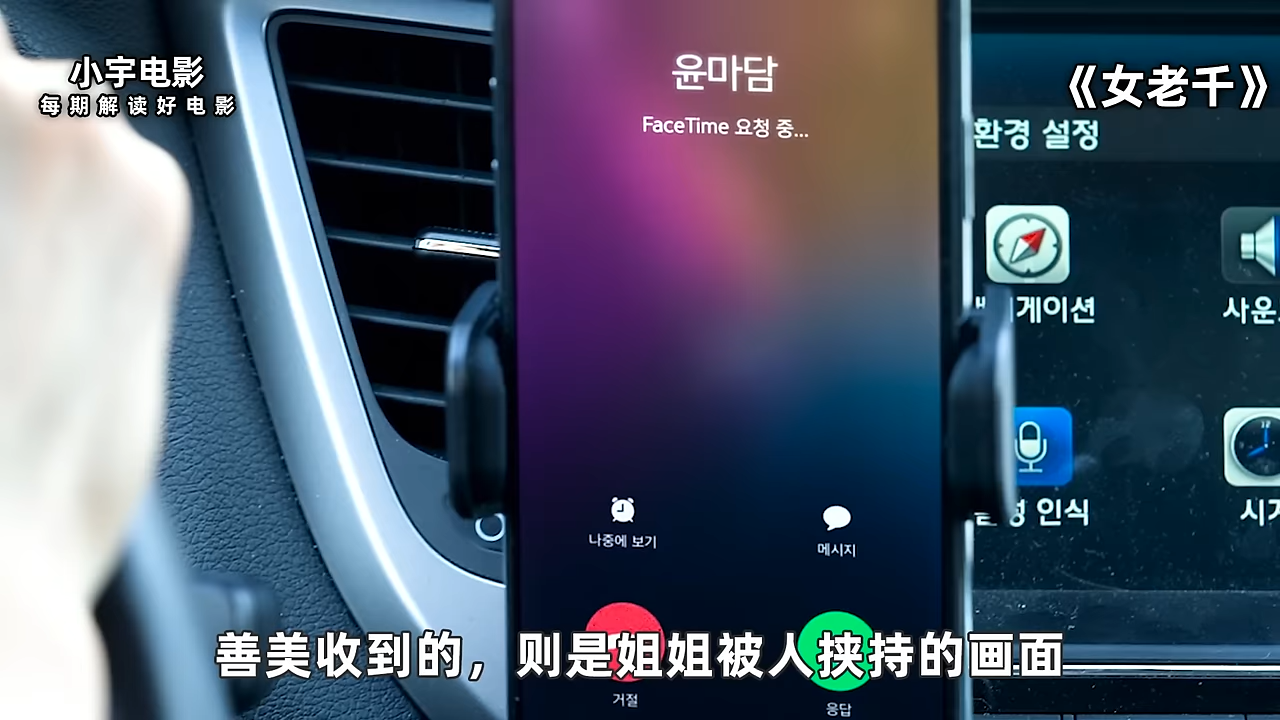 小宇电影
每期解读好电影
《女老千》
윤마담
FaceTime 요청 중...
환경 설정
게이션
사운
나중에 보기
메시지
인식
시계
善美收到的，则是姐姐被人挟持的画面
거절
응답